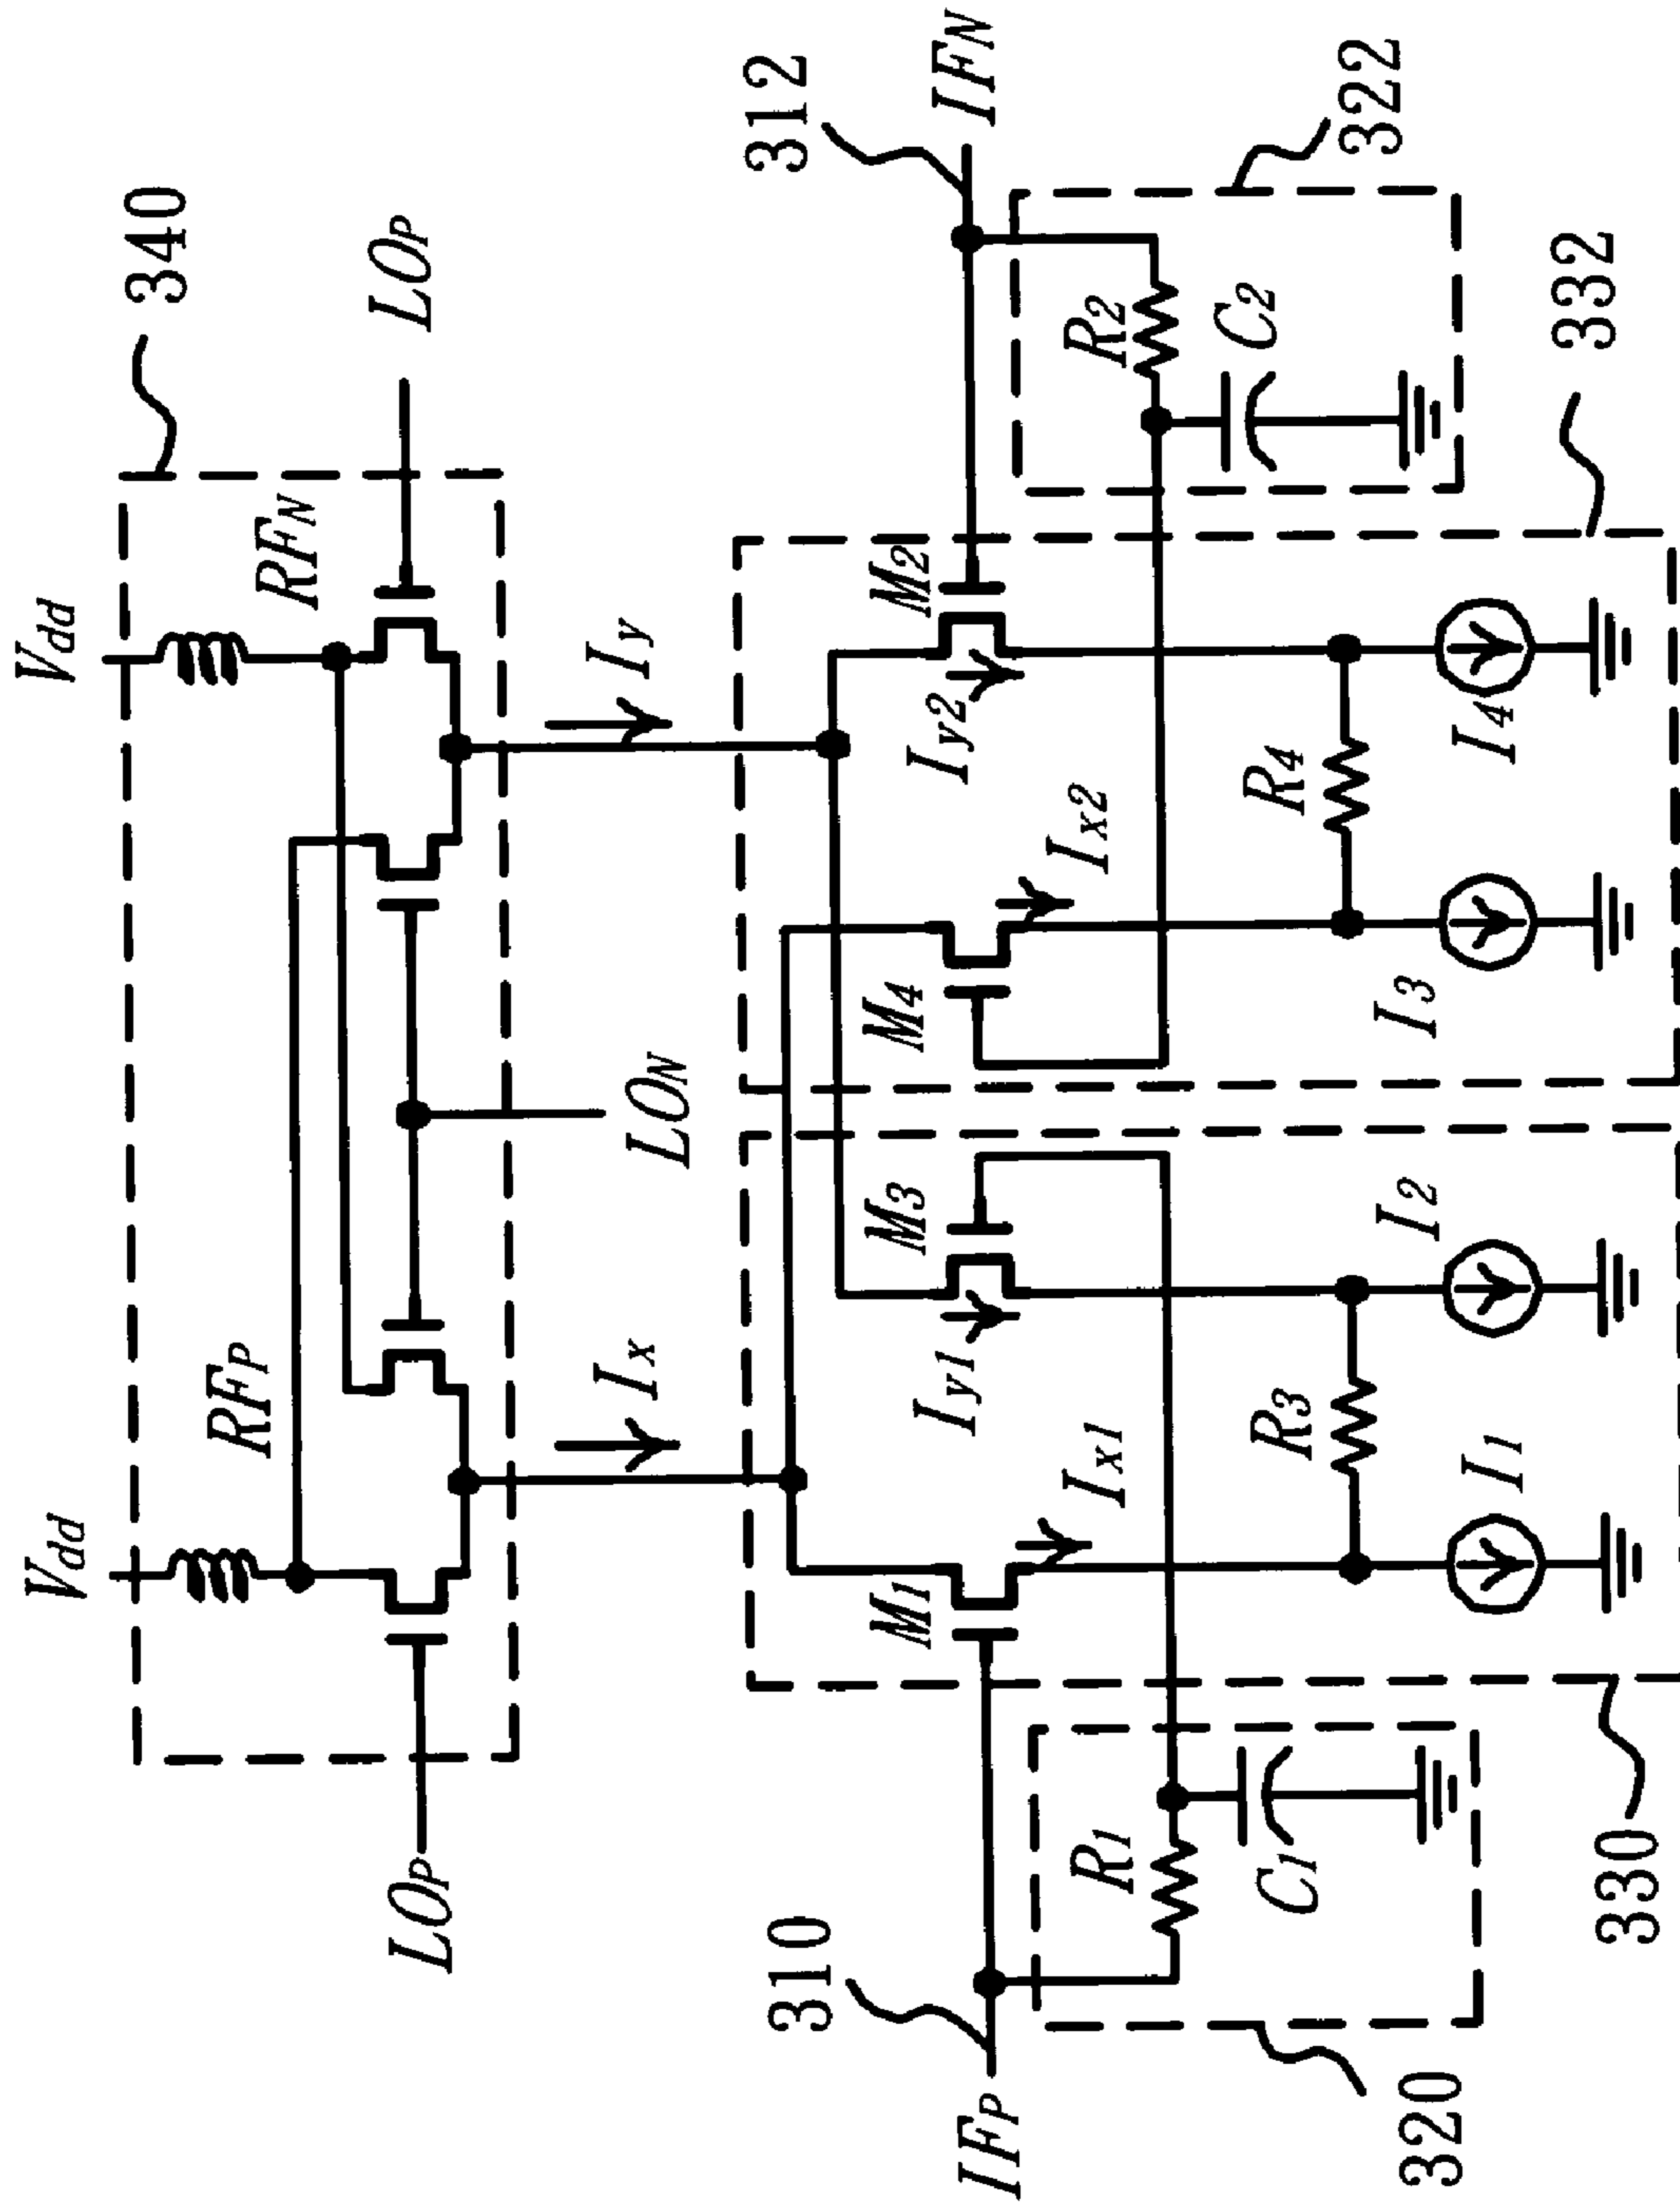 340
Vdd
Vdd
RFP
RFN
LOP
LOP
LON
Ix
Iy
310
312
IFP
IFN
M1
M3
M4
M2
Ix1
Iy1
Ix2
Iy2
R1
R2
C1
C2
R3
R4
I1
I2
I3
I4
320
330
332
322